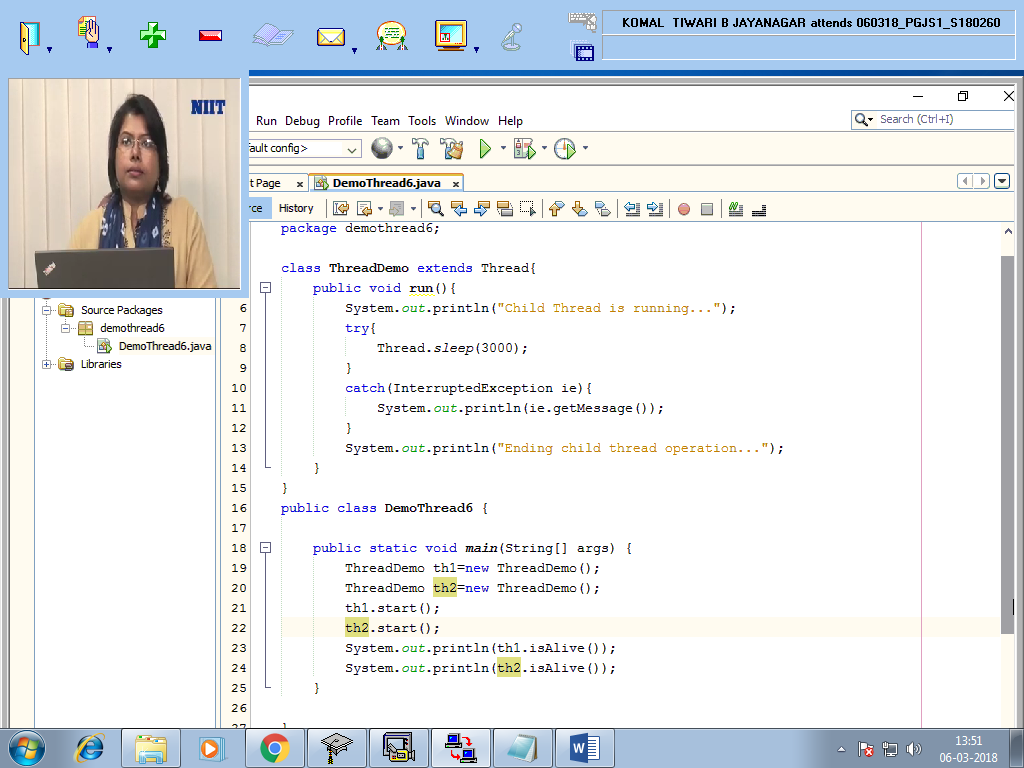 KOMAL TIWARI B JAYANAGAR attends 060318_PGJS1_S180260
NIIT
Run Debug Profile Team Tools Window Help
Search (Ctrl+I)
ault config>
t Page x DemoThread6.java x
rce History
package demothread6;
class ThreadDemo extends Thread{
public void run(){
6 System.out.println("Child Thread is running...");
7 try{
8 Thread.sleep(3000);
9 }
10 catch(InterruptedException ie){
11 System.out.println(ie.getMessage());
12 }
13 System.out.println("Ending child thread operation...");
14 }
15 }
16 public class DemoThread6 {
17
18 public static void main(String[] args) {
19 ThreadDemo th1=new ThreadDemo();
20 ThreadDemo th2=new ThreadDemo();
21 th1.start();
22 th2.start();
23 System.out.println(th1.isAlive());
24 System.out.println(th2.isAlive());
25 }
26
27 }
Source Packages
demothread6
DemoThread6.java
Libraries
13:51
06-03-2018